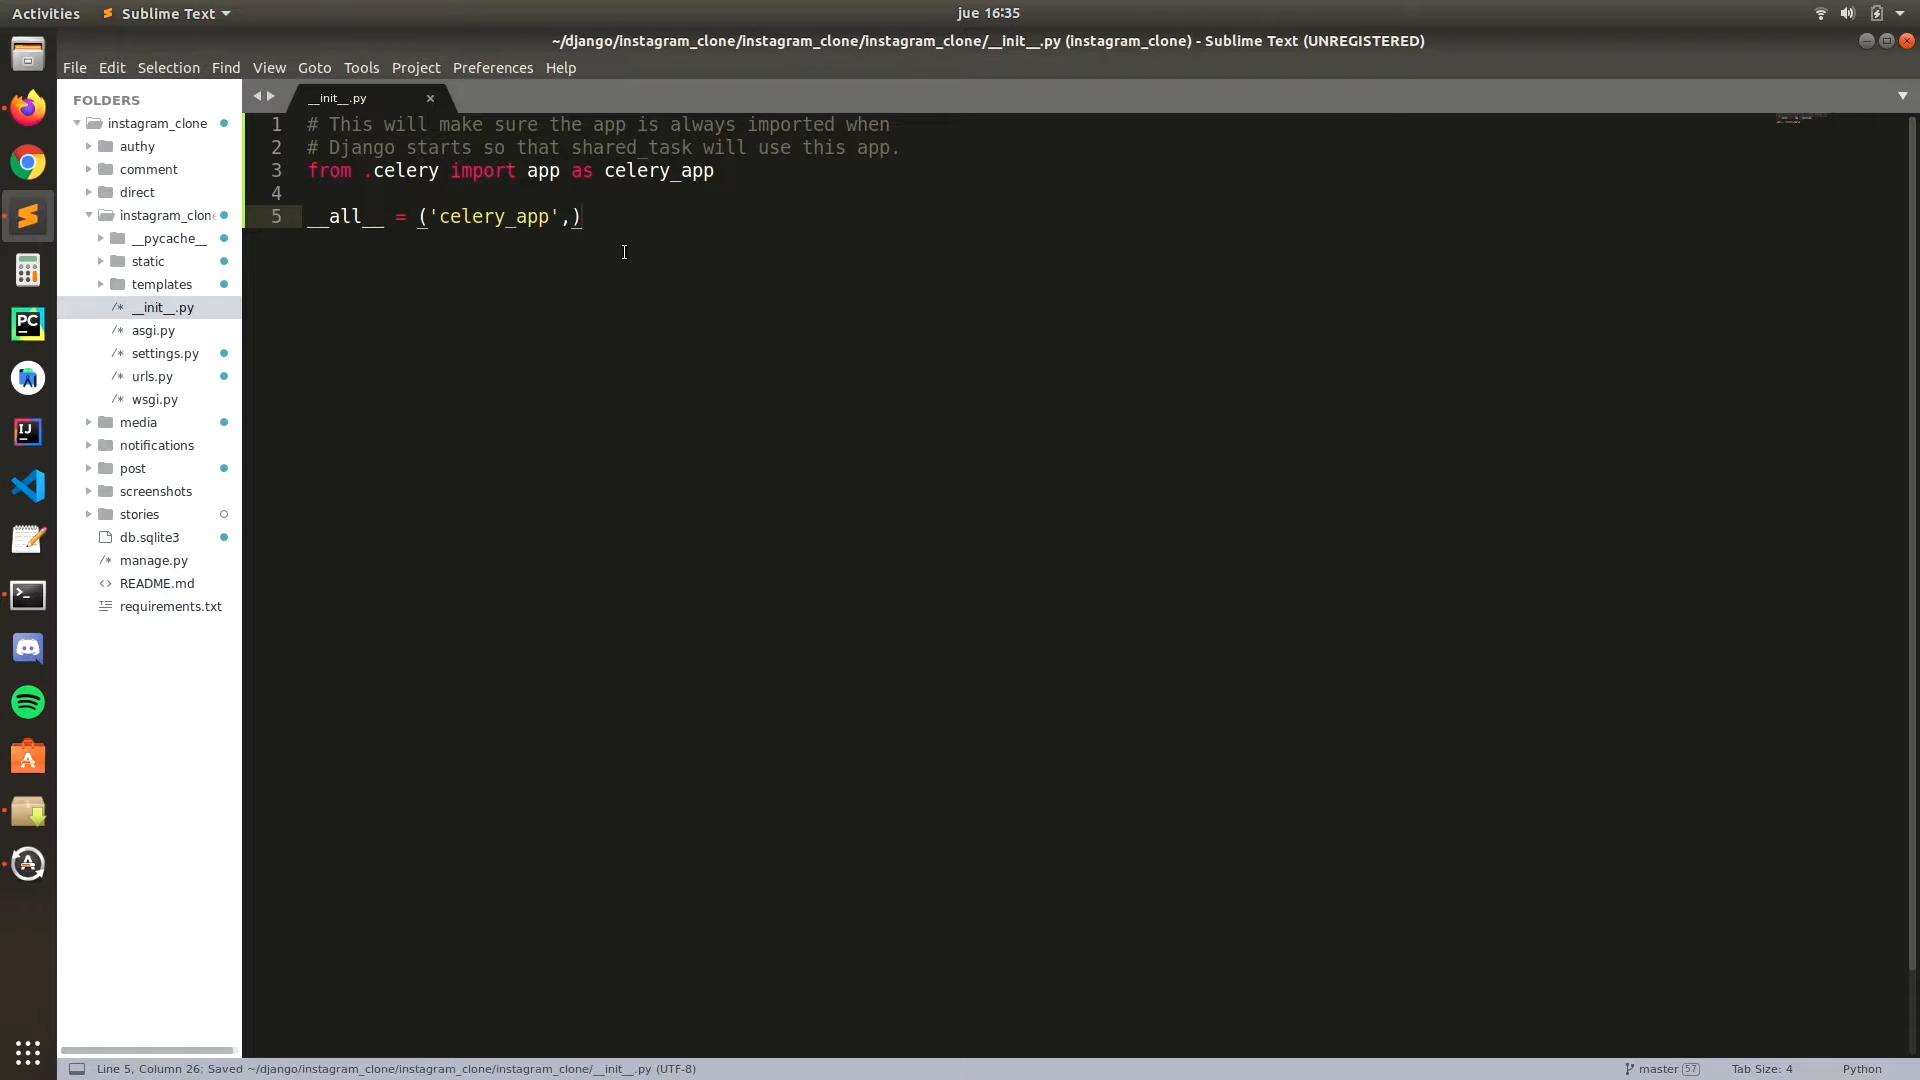 Activities
Sublime Text
jue 16:35
~/django/instagram_clone/instagram_clone/instagram_clone/__init__.py (instagram_clone) - Sublime Text (UNREGISTERED)
File Edit Selection Find View Goto Tools Project Preferences Help
FOLDERS
instagram_clone
authy
comment
direct
instagram_clon
__pycache__
static
templates
/* __init__.py
/* asgi.py
/* settings.py
/* urls.py
/* wsgi.py
media
notifications
post
screenshots
stories
db.sqlite3
/* manage.py
<> README.md
requirements.txt
__init__.py
1 # This will make sure the app is always imported when
2 # Django starts so that shared_task will use this app.
3 from .celery import app as celery_app
4
5 __all__ = ('celery_app',)
PC
IJ
Line 5, Column 26: Saved ~/django/instagram_clone/instagram_clone/instagram_clone/__init__.py (UTF-8)
master 57
Tab Size: 4
Python